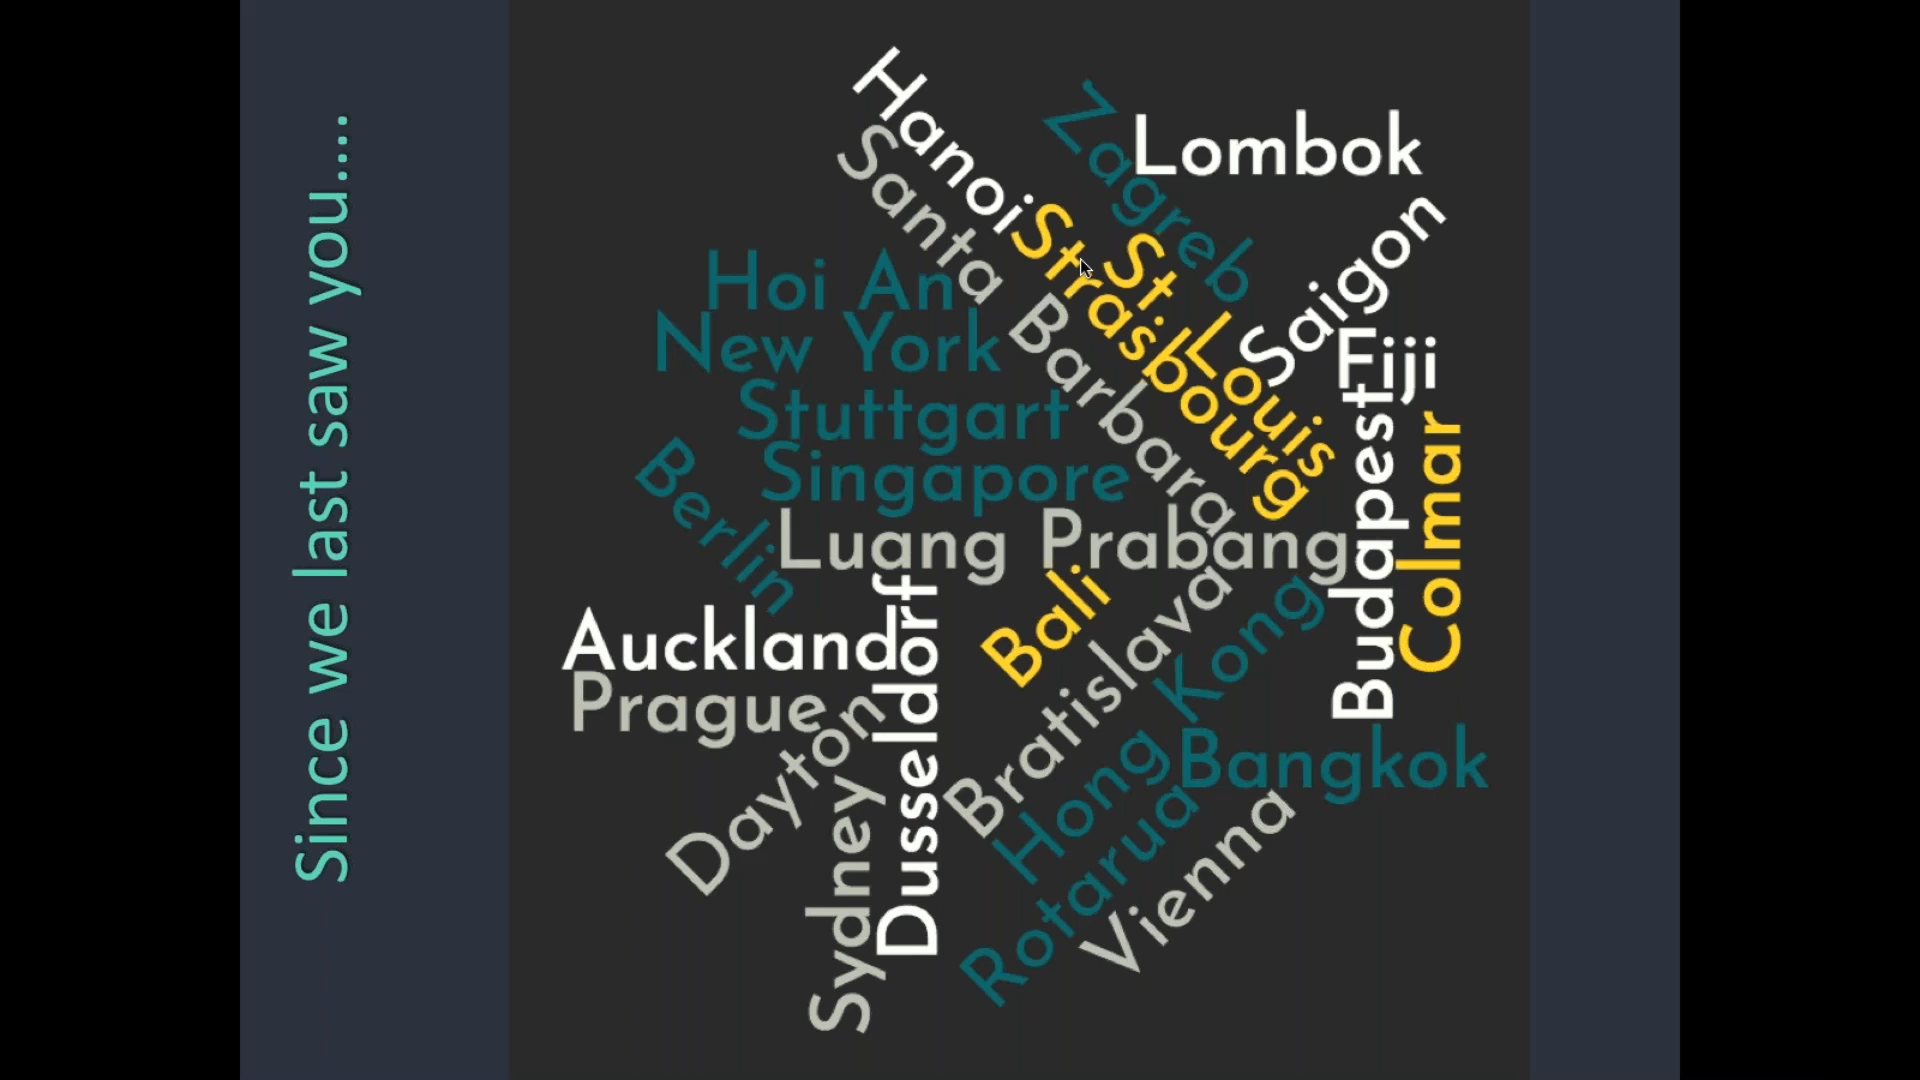 Since we last saw you....
Hanoi
Zagreb
Lombok
Santa Barbara
Strasbourg
St. Louis
Saigon
Hoi An
New York
Fiji
Stuttgart
Singapore
Berlin
Budapest
Colmar
Luang Prabang
Bali
Auckland
Dusseldorf
Prague
Bratislava
Hong Kong
Dayton
Bangkok
Sydney
Rotarua
Vienna